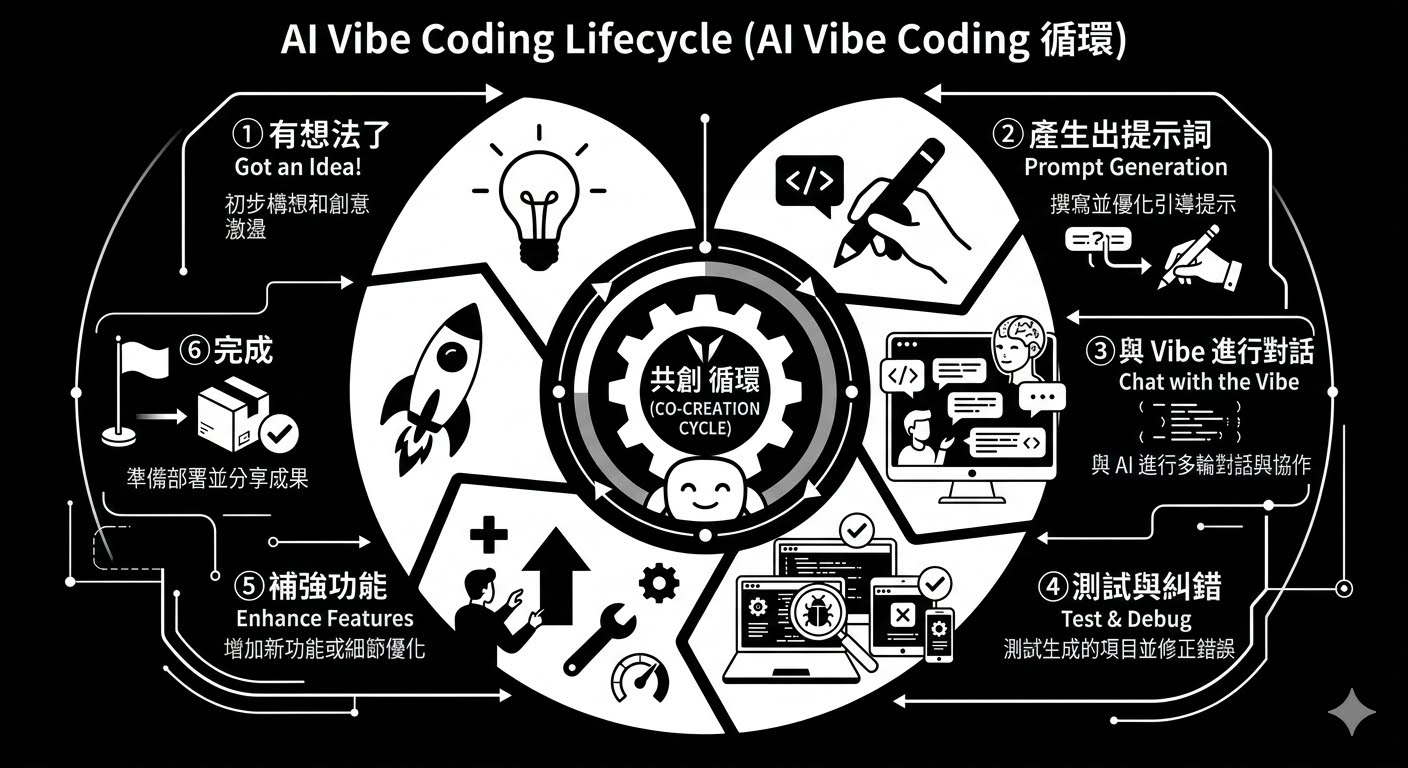 AI Vibe Coding Lifecycle (AI Vibe Coding 循環)
① 有想法了
Got an Idea!
初步構想和創意
激盪
② 產生出提示詞
Prompt Generation
撰寫並優化引導提示
?
</>
③ 與 Vibe 進行對話
Chat with the Vibe
與 AI 進行多輪對話與協作
</>
<>
④ 測試與糾錯
Test & Debug
測試生成的項目並修正錯誤
⑤ 補強功能
Enhance Features
增加新功能或細節優化
⑥ 完成
準備部署並分享成果
共創 循環
(CO-CREATION
CYCLE)